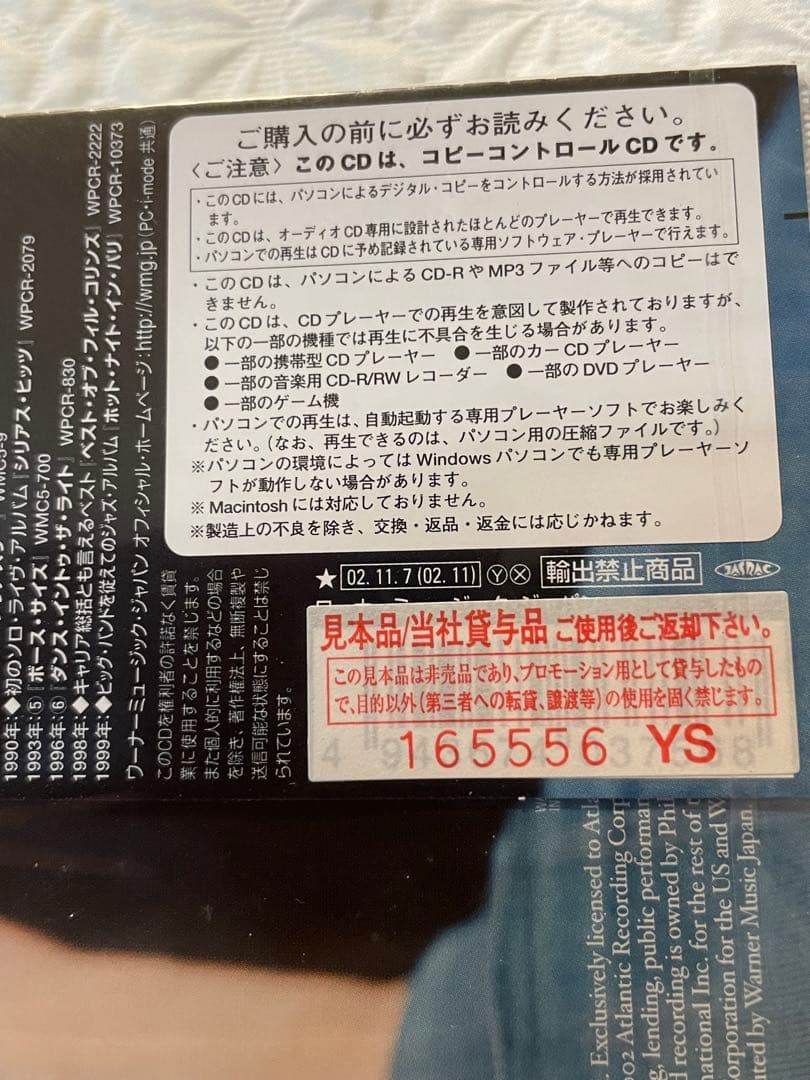 ご購入の前に必ずお読みください。
〈ご注意〉このCDは、コピーコントロールCDです。
・このCDには、パソコンによるデジタル・コピーをコントロールする方法が採用されてい
ます。
・このCDは、オーディオCD専用に設計されたほとんどのプレーヤーで再生できます。
・パソコンでの再生はCDに予め記録されている専用ソフトウェア・プレーヤーで行えます。
・このCDは、パソコンによるCD-RやMP3ファイル等へのコピーはで
きません。
・このCDは、CDプレーヤーでの再生を意図して製作されておりますが、
以下の一部の機種では再生に不具合を生じる場合があります。
●一部の携帯型CDプレーヤー ●一部のカーCDプレーヤー
●一部の音楽用CD-R/RWレコーダー ●一部のDVDプレーヤー
●一部のゲーム機
・パソコンでの再生は、自動起動する専用プレーヤーソフトでお楽しみく
ださい。（なお、再生できるのは、パソコン用の圧縮ファイルです。）
※パソコンの環境によってはWindowsパソコンでも専用プレーヤーソ
フトが動作しない場合があります。
※Macintoshには対応しておりません。
※製造上の不良を除き、交換・返品・返金には応じかねます。
★ 02.11.7 (02.11) Ⓨ Ⓧ 輸出禁止商品 JASRAC
見本品/当社貸与品 ご使用後ご返却下さい。
この見本品は非売品であり、プロモーション用として貸与したもの
で、目的以外（第三者への転貸、譲渡等）の使用を固く禁じます。
165556 YS
1990年：◆初のソロ・ライヴ・アルバム『シリアス・ヒッツ』WPCR-2079
1993年：⑤『ボース・サイズ』WMC5-700
1996年：⑥『ダンス・イントゥ・ザ・ライト』WPCR-830
1998年：◆キャリア総括とも言えるベスト『ベスト・オブ・フィル・コリンズ』WPCR-2222
1999年：◆ビッグ・バンドを従えてのジャズ・アルバム『ホット・ナイト・イン・パリ』WPCR-10373
ワーナーミュージック・ジャパン オフィシャル・ホームページ：http://wmg.jp (PC・i-mode 共通)
このCDを権利者の許諾なく賃貸
業に使用することを禁じます。
また個人的に利用するなどの場合
を除き、著作権法上、無断複製や
送信可能な状態にすることは禁じ
られています。
Exclusively licensed to Atla
02 Atlantic Recording Corp
g, lending, public performa
d recording is owned by Phil
national Inc. for the rest of
orporation for the US and W
uted by Warner Music Japan